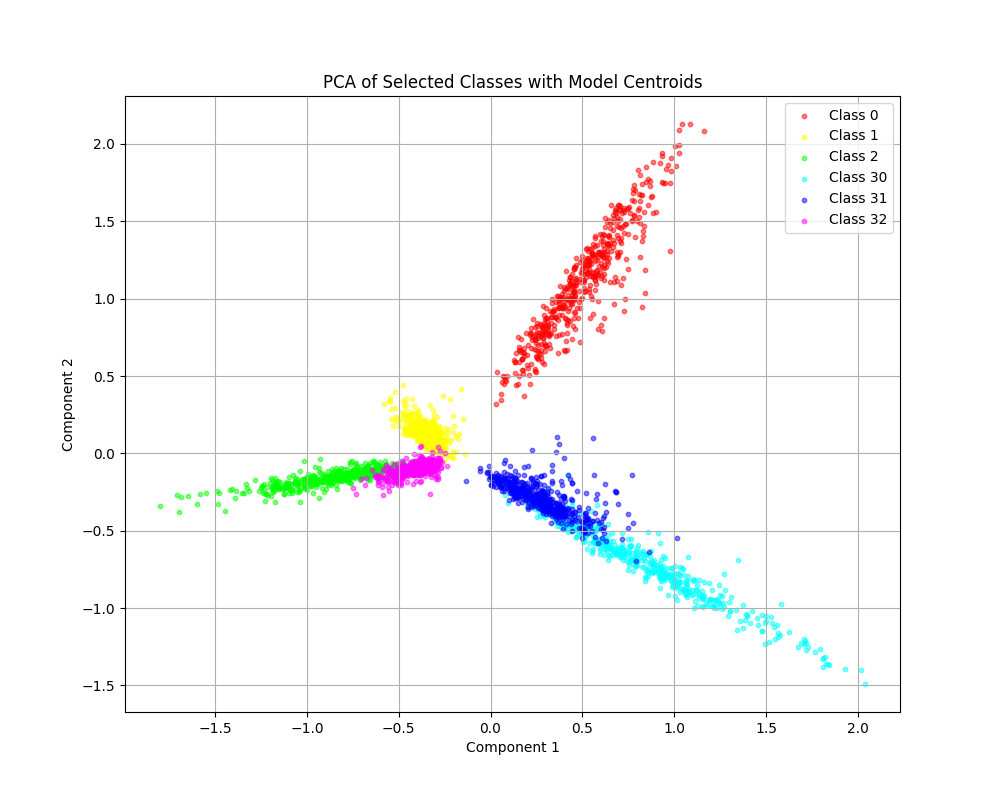 PCA of Selected Classes with Model Centroids
Class 0
Class 1
Class 2
Class 30
Class 31
Class 32
Component 2
2.0
1.5
1.0
0.5
0.0
−0.5
−1.0
−1.5
−1.5
−1.0
−0.5
0.0
0.5
1.0
1.5
2.0
Component 1